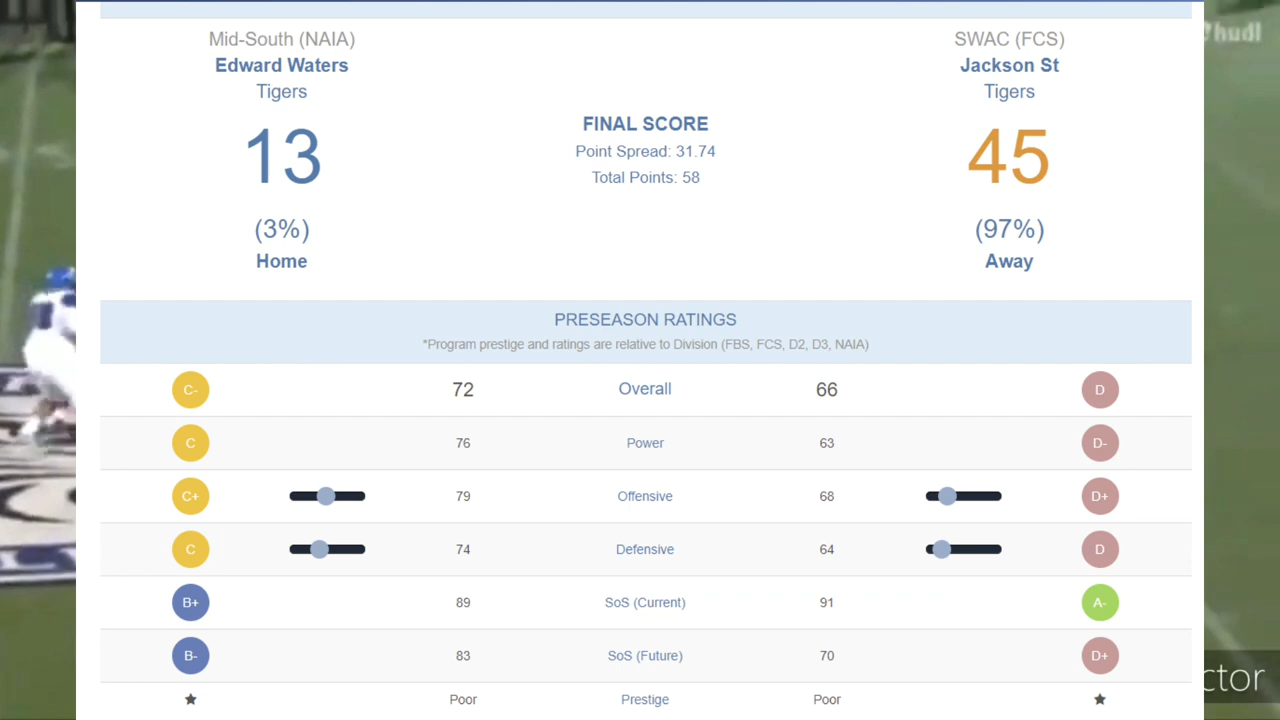 hudl
Mid-South (NAIA)
Edward Waters
Tigers
13
(3%)
Home
FINAL SCORE
Point Spread: 31.74
Total Points: 58
SWAC (FCS)
Jackson St
Tigers
45
(97%)
Away
PRESEASON RATINGS
*Program prestige and ratings are relative to Division (FBS, FCS, D2, D3, NAIA)
C- 72 Overall 66 D
C 76 Power 63 D-
C+ 79 Offensive 68 D+
C 74 Defensive 64 D
B+ 89 SoS (Current) 91 A-
B- 83 SoS (Future) 70 D+
Poor Prestige Poor
ctor